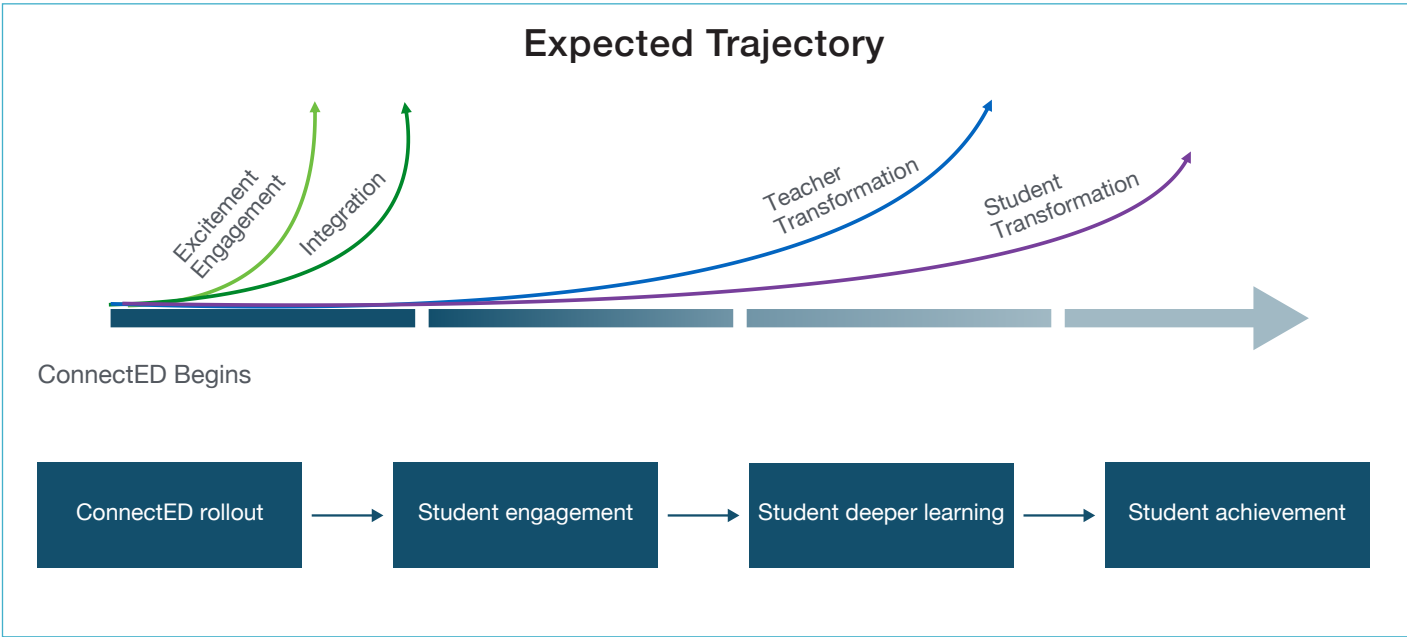 Expected Trajectory
Excitement
Engagement
Integration
Teacher
Transformation
Student
Transformation
ConnectED Begins
ConnectED rollout
Student engagement
Student deeper learning
Student achievement